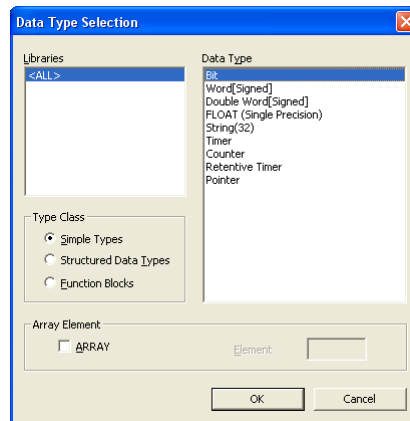 Data Type Selection
Libraries
<ALL>
Data Type
Bit
Word[Signed]
Double Word[Signed]
FLOAT (Single Precision)
String(32)
Timer
Counter
Retentive Timer
Pointer
Type Class
Simple Types
Structured Data Types
Function Blocks
Array Element
ARRAY
Element
OK
Cancel